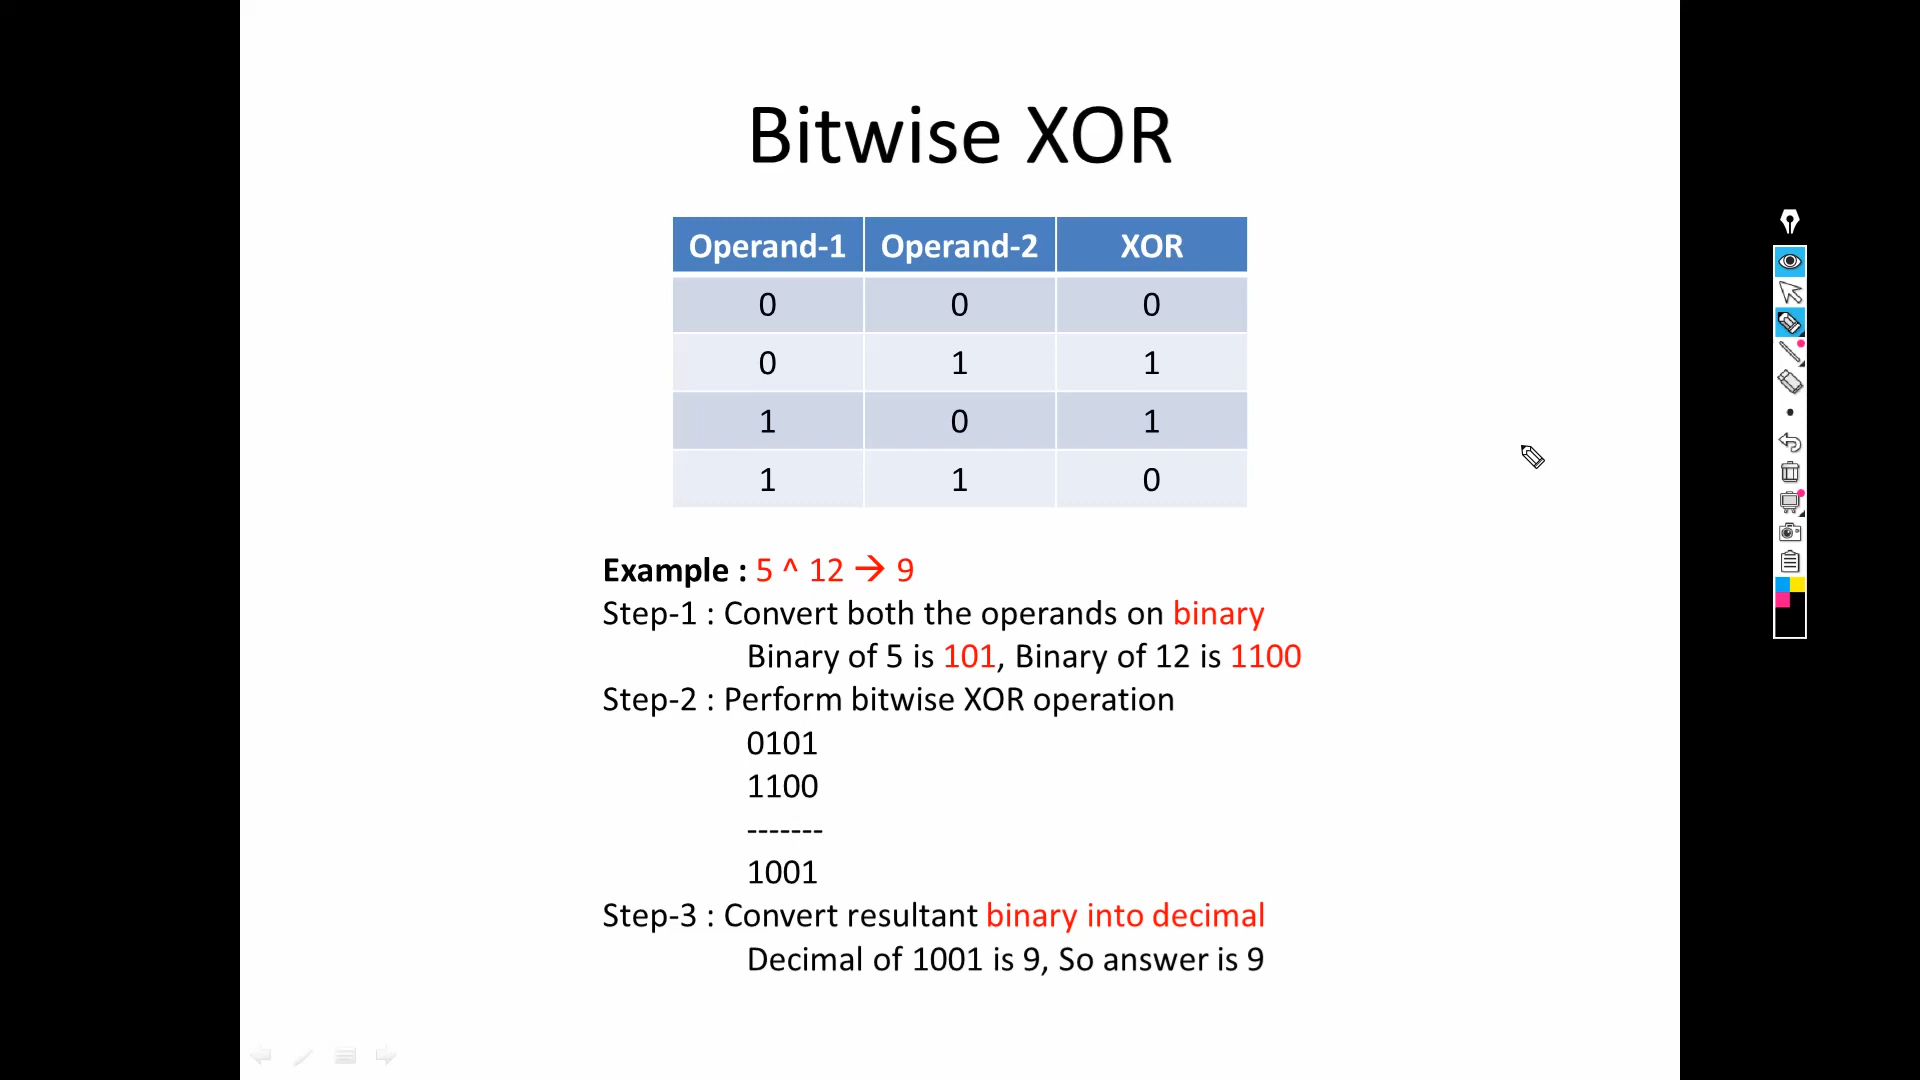 Bitwise XOR
Operand-1 Operand-2 XOR
0 0 0
0 1 1
1 0 1
1 1 0
Example : 5 ^ 12 → 9
Step-1 : Convert both the operands on binary
Binary of 5 is 101, Binary of 12 is 1100
Step-2 : Perform bitwise XOR operation
0101
1100
-------
1001
Step-3 : Convert resultant binary into decimal
Decimal of 1001 is 9, So answer is 9